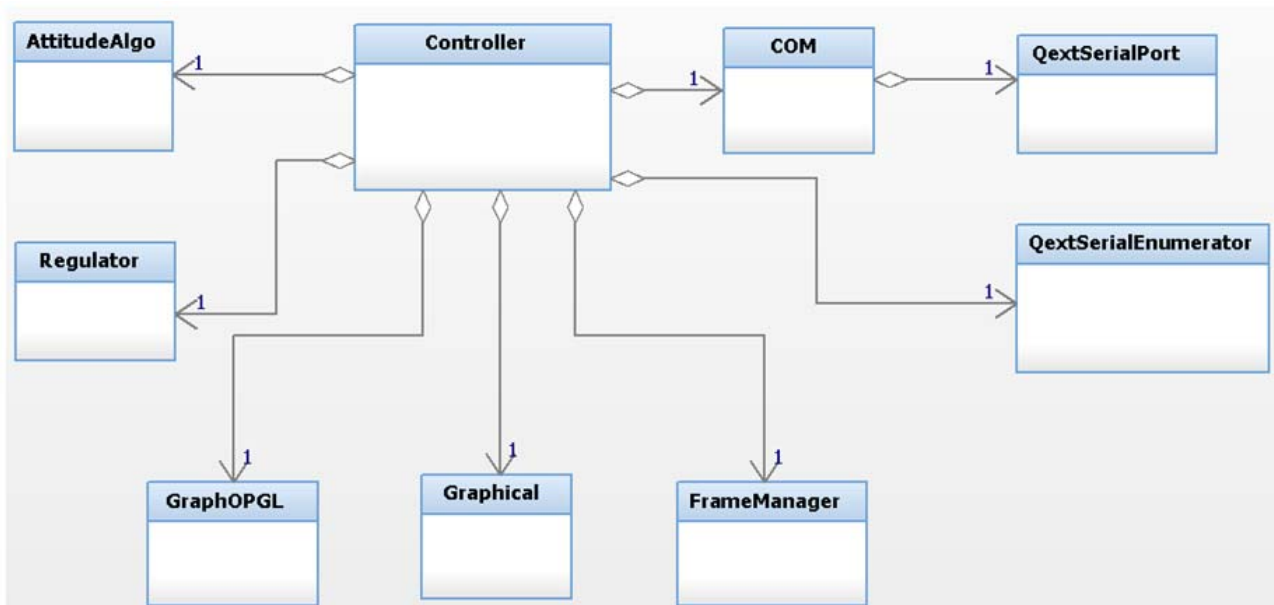 AttitudeAlgo
Controller
COM
QextSerialPort
1
1
1
Regulator
QextSerialEnumerator
1
1
1
1
1
GraphOPGL
Graphical
FrameManager